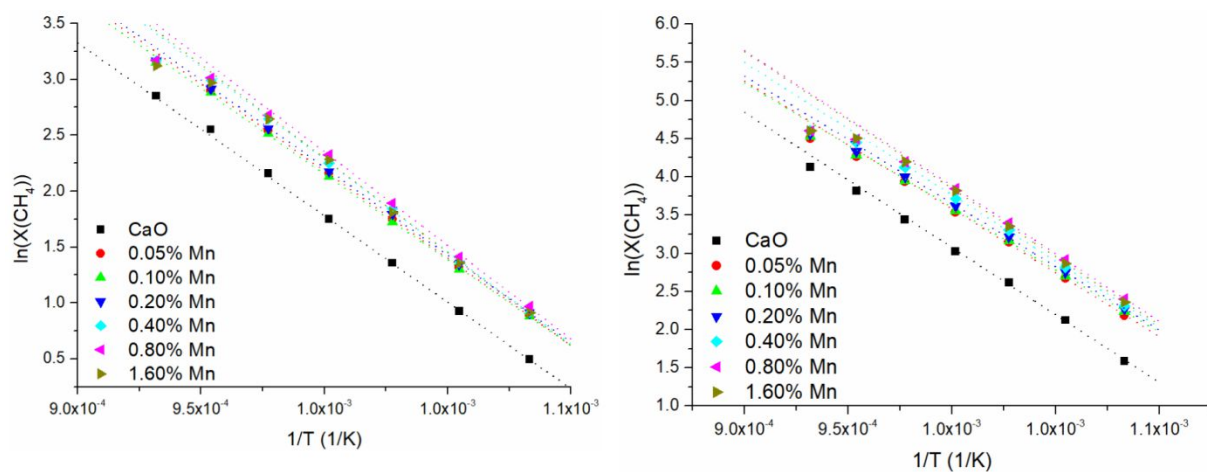 3.5
3.0
2.5
2.0
1.5
1.0
0.5
ln(X(CH₄))
CaO
0.05% Mn
0.10% Mn
0.20% Mn
0.40% Mn
0.80% Mn
1.60% Mn
9.0x10⁻⁴ 9.5x10⁻⁴ 1.0x10⁻³ 1.0x10⁻³ 1.1x10⁻³
1/T (1/K)
6.0
5.5
5.0
4.5
4.0
3.5
3.0
2.5
2.0
1.5
1.0
ln(X(CH₄))
CaO
0.05% Mn
0.10% Mn
0.20% Mn
0.40% Mn
0.80% Mn
1.60% Mn
9.0x10⁻⁴ 9.5x10⁻⁴ 1.0x10⁻³ 1.0x10⁻³ 1.1x10⁻³
1/T (1/K)